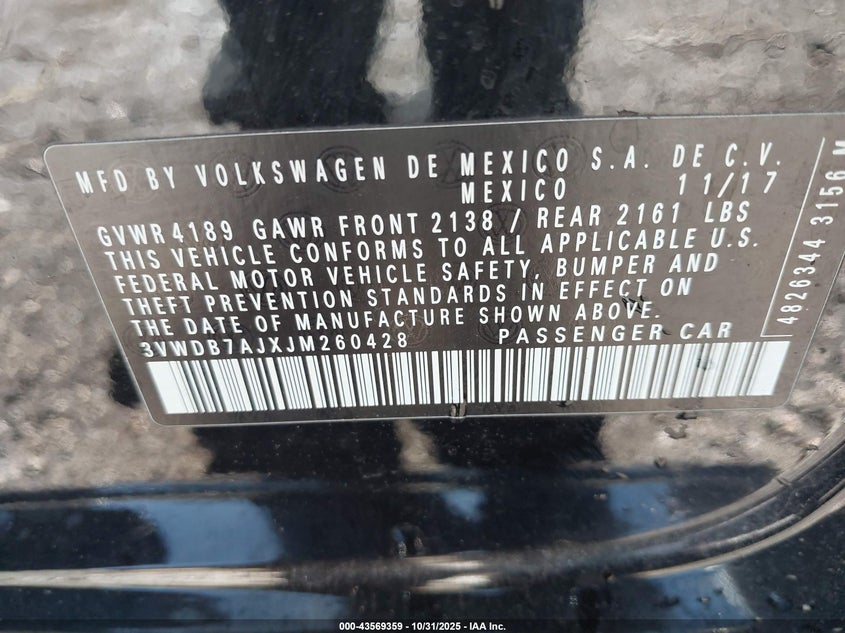 MFD BY VOLKSWAGEN DE MEXICO S.A. DE C.V.
MEXICO 11/17
GVWR 4189 GAWR FRONT 2138 / REAR 2161 LBS
THIS VEHICLE CONFORMS TO ALL APPLICABLE U.S.
FEDERAL MOTOR VEHICLE SAFETY, BUMPER AND
THEFT PREVENTION STANDARDS IN EFFECT ON
THE DATE OF MANUFACTURE SHOWN ABOVE.
3VWDB7AJXJM260428 PASSENGER CAR
4826344 3156 M
000-43569359 - 10/31/2025 - IAA Inc.